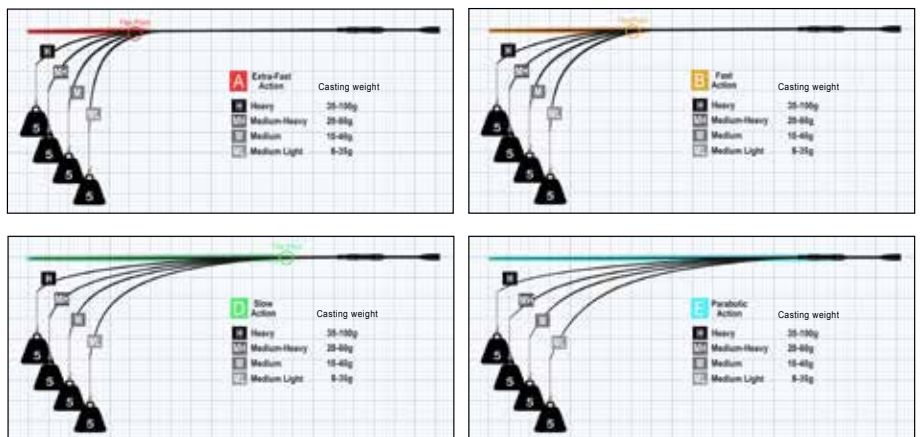 Flex Point
A Extra-Fast
Action
Casting weight
H Heavy 35-100g
MH Medium-Heavy 20-60g
M Medium 10-40g
ML Medium Light 8-35g
H
MH
M
ML
5
5
5
5
Flex Point
B Fast
Action
Casting weight
H Heavy 35-100g
MH Medium-Heavy 20-60g
M Medium 10-40g
ML Medium Light 8-35g
H
MH
M
ML
5
5
5
5
Flex Point
D Slow
Action
Casting weight
H Heavy 35-100g
MH Medium-Heavy 20-60g
M Medium 10-40g
ML Medium Light 8-35g
H
MH
M
ML
5
5
5
5
E Parabolic
Action
Casting weight
H Heavy 35-100g
MH Medium-Heavy 20-60g
M Medium 10-40g
ML Medium Light 8-35g
H
MH
M
ML
5
5
5
5